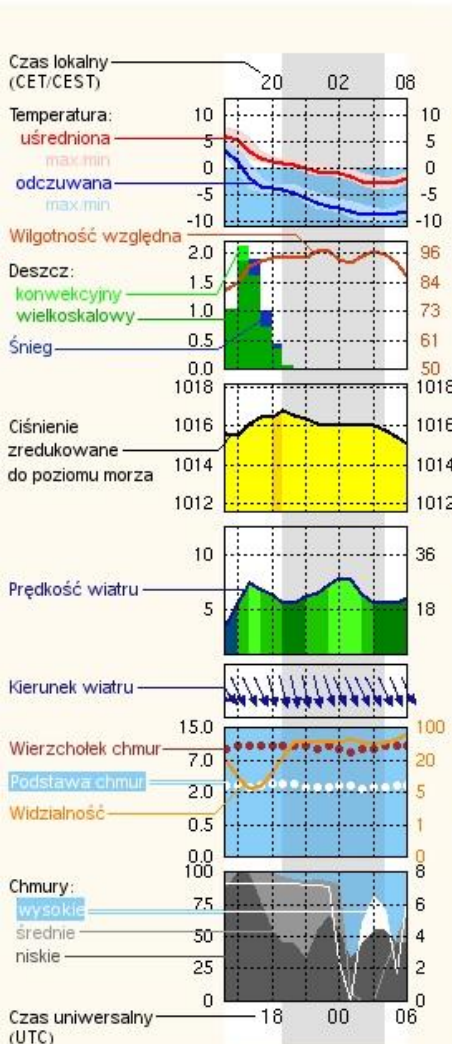 Czas lokalny
(CET/CEST)
20 02 08
Temperatura:
uśredniona
max min
odczuwana
max min
10 5 0 -5 -10
10 5 0 -5 -10
Wilgotność względna
Deszcz:
konwekcyjny
wielkoskalowy
Śnieg
2.0 1.5 1.0 0.5 0.0
96 84 73 61 50
Ciśnienie
zredukowane
do poziomu morza
1018 1016 1014 1012
1018 1016 1014 1012
Prędkość wiatru
10 5
36 18
Kierunek wiatru
Wierzchołek chmur
Podstawa chmur
Widzialność
15.0 7.0 2.0 0.5 0.0
100 20 5 1 0
Chmury:
wysokie
średnie
niskie
100 75 50 25 0
8 6 4 2 0
Czas uniwersalny
(UTC)
18 00 06